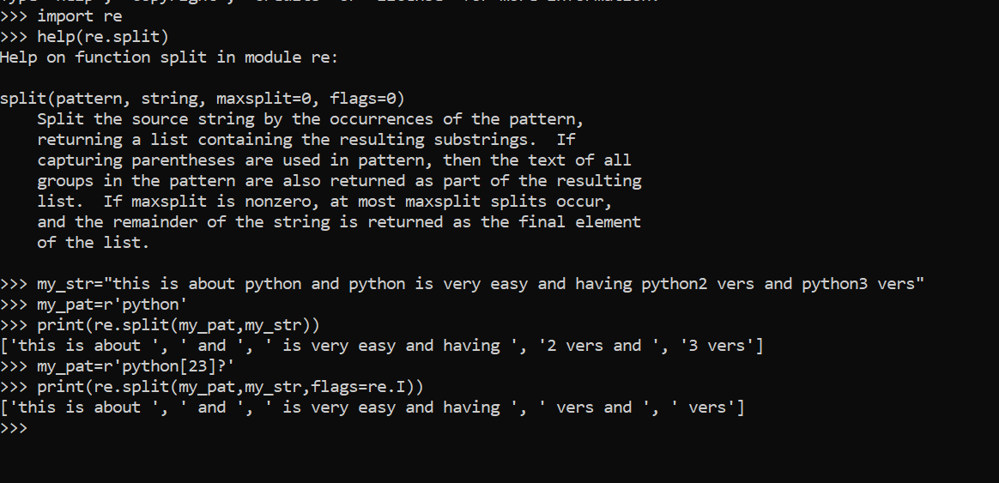 >>> import re
>>> help(re.split)
Help on function split in module re:
split(pattern, string, maxsplit=0, flags=0)
    Split the source string by the occurrences of the pattern,
    returning a list containing the resulting substrings.  If
    capturing parentheses are used in pattern, then the text of all
    groups in the pattern are also returned as part of the resulting
    list.  If maxsplit is nonzero, at most maxsplit splits occur,
    and the remainder of the string is returned as the final element
    of the list.
>>> my_str="this is about python and python is very easy and having python2 vers and python3 vers"
>>> my_pat=r'python'
>>> print(re.split(my_pat,my_str))
['this is about ', ' and ', ' is very easy and having ', '2 vers and ', '3 vers']
>>> my_pat=r'python[23]?'
>>> print(re.split(my_pat,my_str,flags=re.I))
['this is about ', ' and ', ' is very easy and having ', ' vers and ', ' vers']
>>>